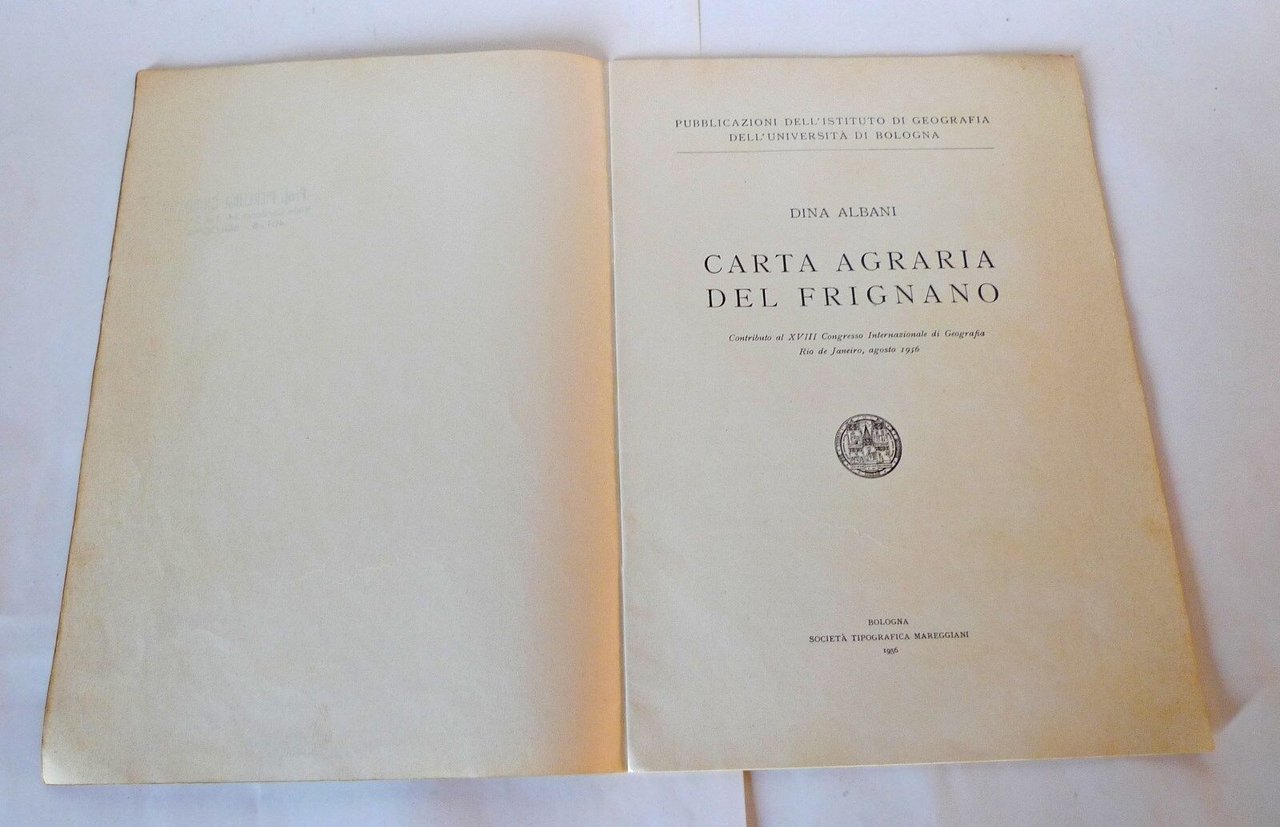 PUBBLICAZIONI DELL'ISTITUTO DI GEOGRAFIA
DELL'UNIVERSITÀ DI BOLOGNA
DINA ALBANI
CARTA AGRARIA
DEL FRIGNANO
Contributo al XVIII Congresso Internazionale di Geografia
Rio de Janeiro, agosto 1956
BOLOGNA
SOCIETÀ TIPOGRAFICA MAREGGIANI
1956